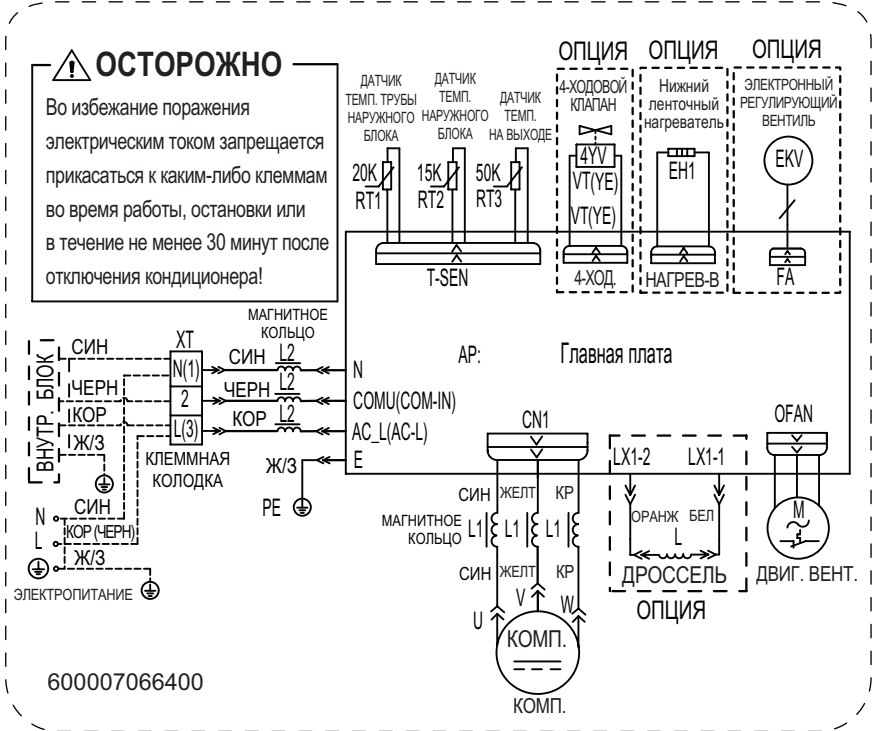 ОСТОРОЖНО
Во избежание поражения
электрическим током запрещается
прикасаться к каким-либо клеммам
во время работы, остановки или
в течение не менее 30 минут после
отключения кондиционера!
ДАТЧИК
ТЕМП. ТРУБЫ
НАРУЖНОГО
БЛОКА
ДАТЧИК
ТЕМП.
НАРУЖНОГО
БЛОКА
ДАТЧИК
ТЕМП.
НА ВЫХОДЕ
20K
RT1
15K
RT2
50K
RT3
T-SEN
ОПЦИЯ
4-ХОДОВОЙ
КЛАПАН
4YV
VT(YE)
VT(YE)
4-ХОД.
ОПЦИЯ
Нижний
ленточный
нагреватель
EH1
НАГРЕВ-В
ОПЦИЯ
ЭЛЕКТРОННЫЙ
РЕГУЛИРУЮЩИЙ
ВЕНТИЛЬ
EKV
FA
ВНУТР. БЛОК
СИН
ЧЕРН
КОР
Ж/З
XT
N(1)
2
L(3)
КЛЕММНАЯ
КОЛОДКА
МАГНИТНОЕ
КОЛЬЦО
СИН
L2
ЧЕРН
L2
КОР
L2
Ж/З
PE
N
COMU(COM-IN)
AC_L(AC-L)
E
AP:
Главная плата
N
СИН
L
КОР (ЧЕРН)
Ж/З
ЭЛЕКТРОПИТАНИЕ
CN1
СИН
ЖЕЛТ
КР
МАГНИТНОЕ
КОЛЬЦО
L1
L1
L1
СИН
ЖЕЛТ
КР
U
V
W
КОМП.
КОМП.
LX1-2
LX1-1
ОРАНЖ
БЕЛ
L
ДРОССЕЛЬ
ОПЦИЯ
OFAN
M
ДВИГ. ВЕНТ.
600007066400